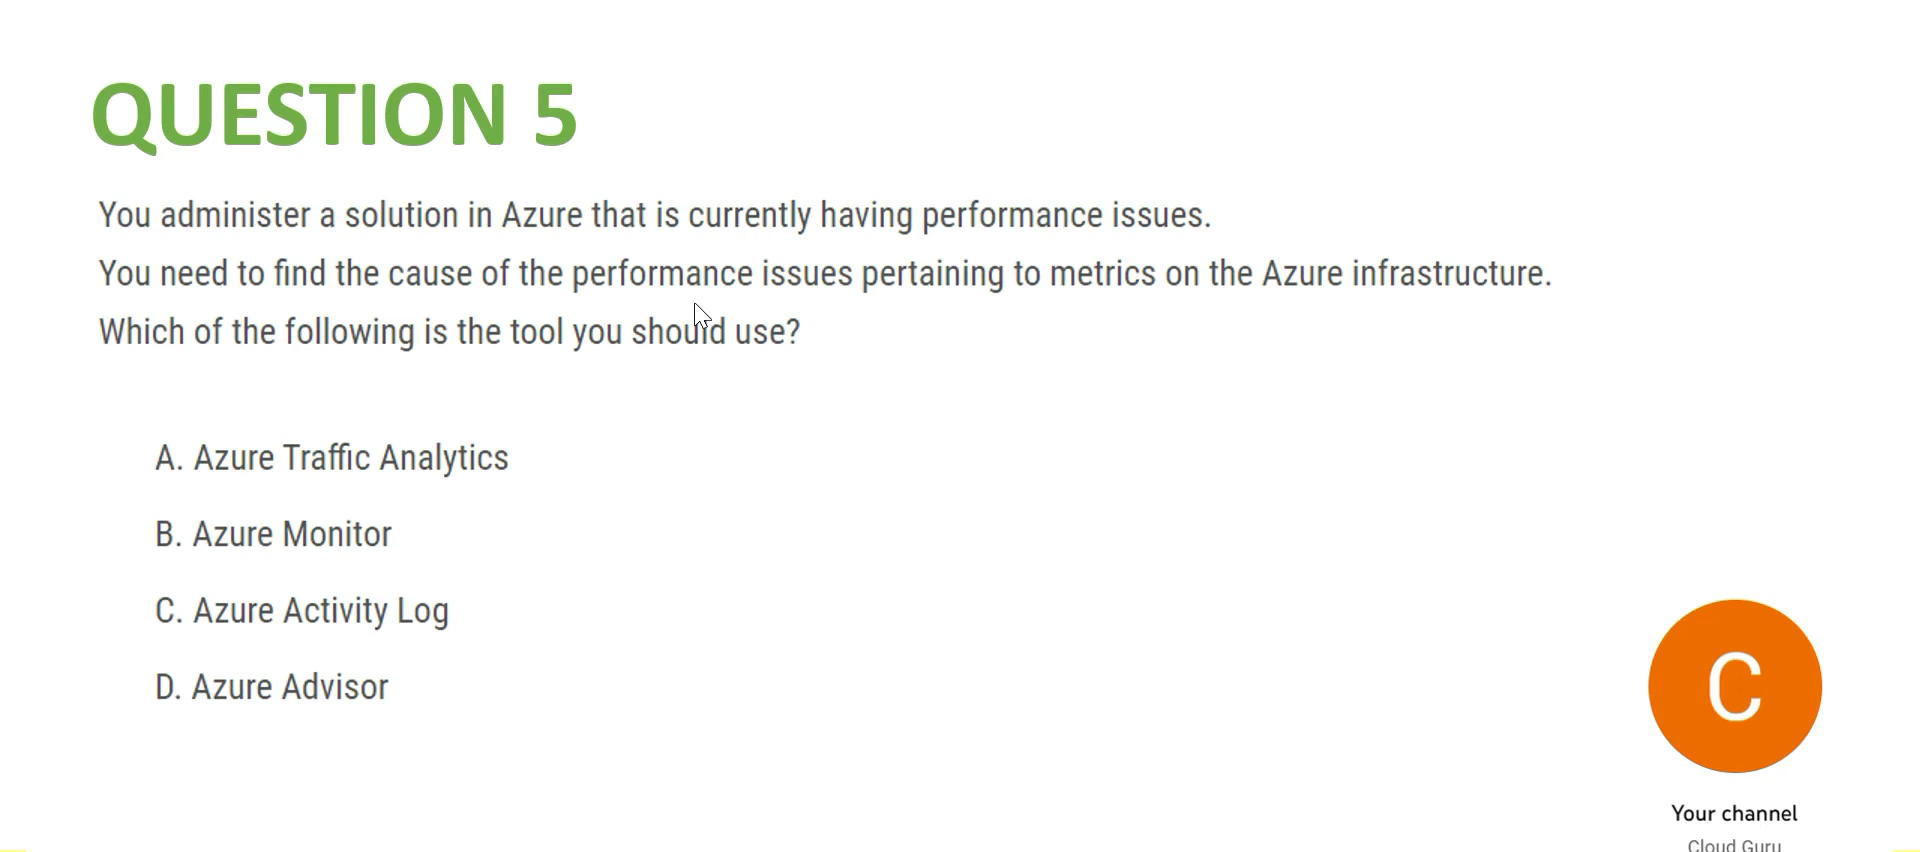 QUESTION 5
You administer a solution in Azure that is currently having performance issues.
You need to find the cause of the performance issues pertaining to metrics on the Azure infrastructure.
Which of the following is the tool you should use?
A. Azure Traffic Analytics
B. Azure Monitor
C. Azure Activity Log
D. Azure Advisor
C
Your channel
Cloud Guru